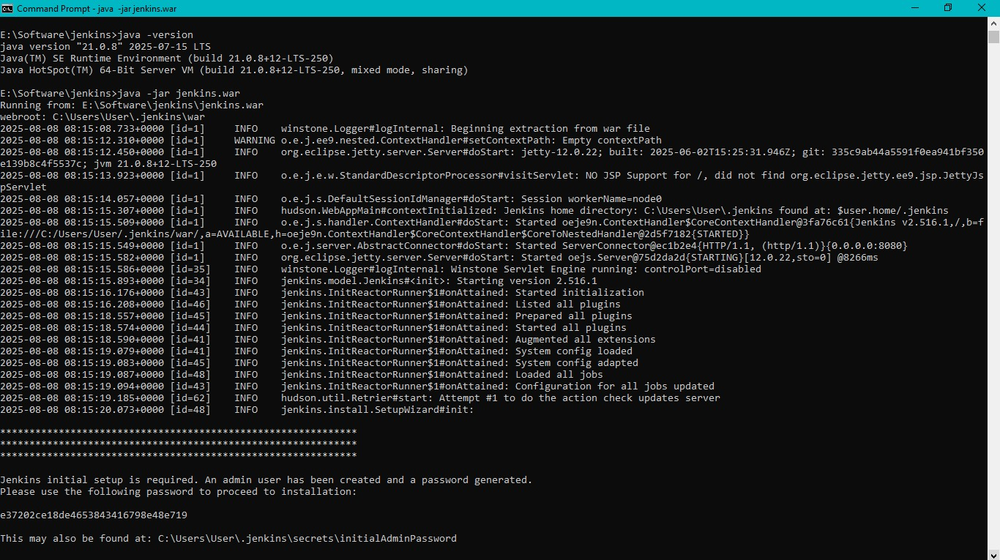 Command Prompt - java  -jar jenkins.war
E:\Software\jenkins>java -version
java version "21.0.8" 2025-07-15 LTS
Java(TM) SE Runtime Environment (build 21.0.8+12-LTS-250)
Java HotSpot(TM) 64-Bit Server VM (build 21.0.8+12-LTS-250, mixed mode, sharing)
E:\Software\jenkins>java -jar jenkins.war
Running from: E:\Software\jenkins\jenkins.war
webroot: C:\Users\User\.jenkins\war
2025-08-08 08:15:08.733+0000 [id=1]     INFO    winstone.Logger#logInternal: Beginning extraction from war file
2025-08-08 08:15:12.310+0000 [id=1]     WARNING o.e.j.ee9.nested.ContextHandler#setContextPath: Empty contextPath
2025-08-08 08:15:12.450+0000 [id=1]     INFO    org.eclipse.jetty.server.Server#doStart: jetty-12.0.22; built: 2025-06-02T15:25:31.946Z; git: 335c9ab44a5591f0ea941bf350
e139b8c4f5537c; jvm 21.0.8+12-LTS-250
2025-08-08 08:15:13.923+0000 [id=1]     INFO    o.e.j.e.w.StandardDescriptorProcessor#visitServlet: NO JSP Support for /, did not find org.eclipse.jetty.ee9.jsp.JettyJs
pServlet
2025-08-08 08:15:14.057+0000 [id=1]     INFO    o.e.j.s.DefaultSessionIdManager#doStart: Session workerName=node0
2025-08-08 08:15:15.307+0000 [id=1]     INFO    hudson.WebAppMain#contextInitialized: Jenkins home directory: C:\Users\User\.jenkins found at: $user.home/.jenkins
2025-08-08 08:15:15.509+0000 [id=1]     INFO    o.e.j.s.handler.ContextHandler#doStart: Started oeje9n.ContextHandler$CoreContextHandler@3fa76c61{Jenkins v2.516.1,/,b=f
ile:///C:/Users/User/.jenkins/war/,a=AVAILABLE,h=oeje9n.ContextHandler$CoreContextHandler$CoreToNestedHandler@2d5f7182{STARTED}}
2025-08-08 08:15:15.549+0000 [id=1]     INFO    o.e.j.server.AbstractConnector#doStart: Started ServerConnector@ec1b2e4{HTTP/1.1, (http/1.1)}{0.0.0.0:8080}
2025-08-08 08:15:15.582+0000 [id=1]     INFO    org.eclipse.jetty.server.Server#doStart: Started oejs.Server@75d2da2d{STARTING}[12.0.22,sto=0] @8266ms
2025-08-08 08:15:15.586+0000 [id=35]    INFO    winstone.Logger#logInternal: Winstone Servlet Engine running: controlPort=disabled
2025-08-08 08:15:15.893+0000 [id=34]    INFO    jenkins.model.Jenkins#<init>: Starting version 2.516.1
2025-08-08 08:15:16.176+0000 [id=43]    INFO    jenkins.InitReactorRunner$1#onAttained: Started initialization
2025-08-08 08:15:16.208+0000 [id=46]    INFO    jenkins.InitReactorRunner$1#onAttained: Listed all plugins
2025-08-08 08:15:18.557+0000 [id=45]    INFO    jenkins.InitReactorRunner$1#onAttained: Prepared all plugins
2025-08-08 08:15:18.574+0000 [id=44]    INFO    jenkins.InitReactorRunner$1#onAttained: Started all plugins
2025-08-08 08:15:18.590+0000 [id=41]    INFO    jenkins.InitReactorRunner$1#onAttained: Augmented all extensions
2025-08-08 08:15:19.079+0000 [id=41]    INFO    jenkins.InitReactorRunner$1#onAttained: System config loaded
2025-08-08 08:15:19.083+0000 [id=45]    INFO    jenkins.InitReactorRunner$1#onAttained: System config adapted
2025-08-08 08:15:19.087+0000 [id=48]    INFO    jenkins.InitReactorRunner$1#onAttained: Loaded all jobs
2025-08-08 08:15:19.094+0000 [id=43]    INFO    jenkins.InitReactorRunner$1#onAttained: Configuration for all jobs updated
2025-08-08 08:15:19.185+0000 [id=62]    INFO    hudson.util.Retrier#start: Attempt #1 to do the action check updates server
2025-08-08 08:15:20.073+0000 [id=48]    INFO    jenkins.install.SetupWizard#init:
*************************************************************
*************************************************************
*************************************************************
Jenkins initial setup is required. An admin user has been created and a password generated.
Please use the following password to proceed to installation:
e37202ce18de4653843416798e48e719
This may also be found at: C:\Users\User\.jenkins\secrets\initialAdminPassword